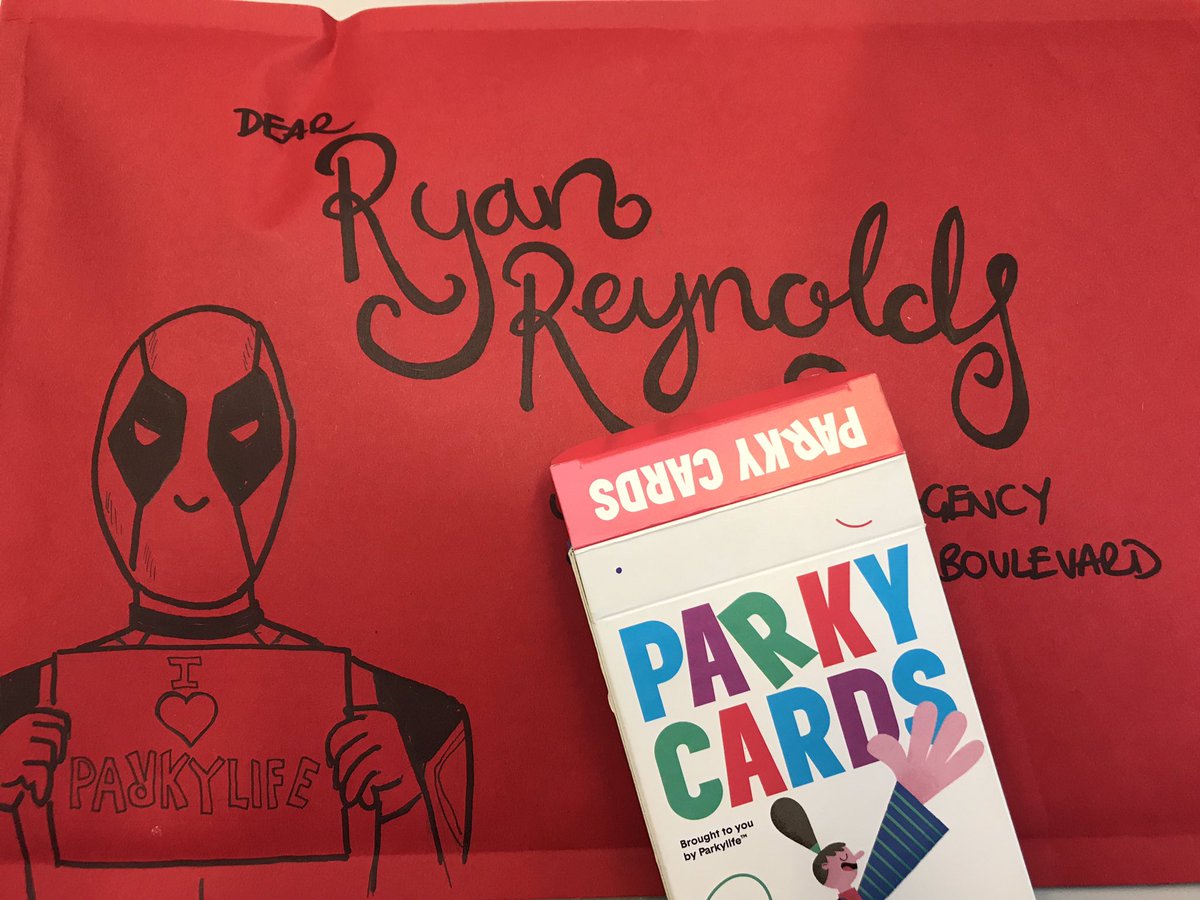 DEAR
Ryan
Reynolds
GENCY
BOULEVARD
PARKY CARDS
PARKY
CARDS
Brought to you
by Parkylife™
I
PARKYLIFE